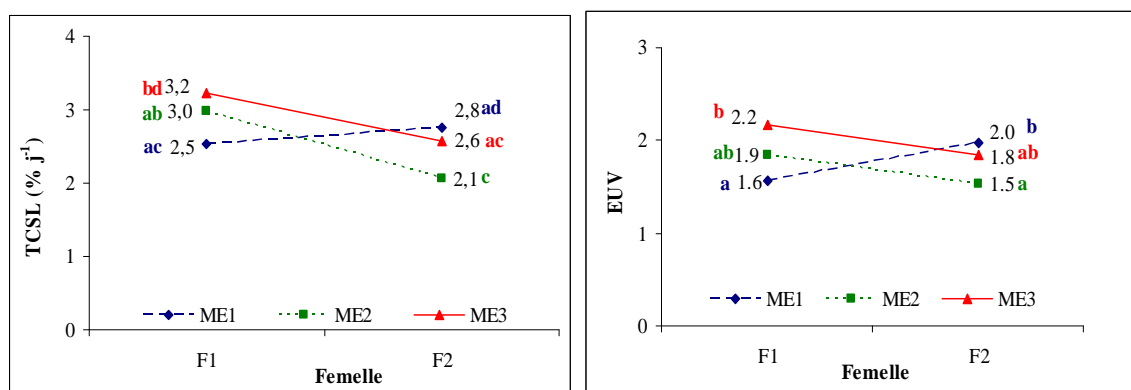 TCSL (% j-1)
4
3
2
1
0
bd 3,2
ab 3,0
ac 2,5
2,8 ad
2,6 ac
2,1 c
ME1 ME2 ME3
F1 F2
Femelle
EUV
3
2
1
0
b 2.2
ab 1.9
a 1.6
2.0 b
1.8 ab
1.5 a
ME1 ME2 ME3
F1 F2
Femelle